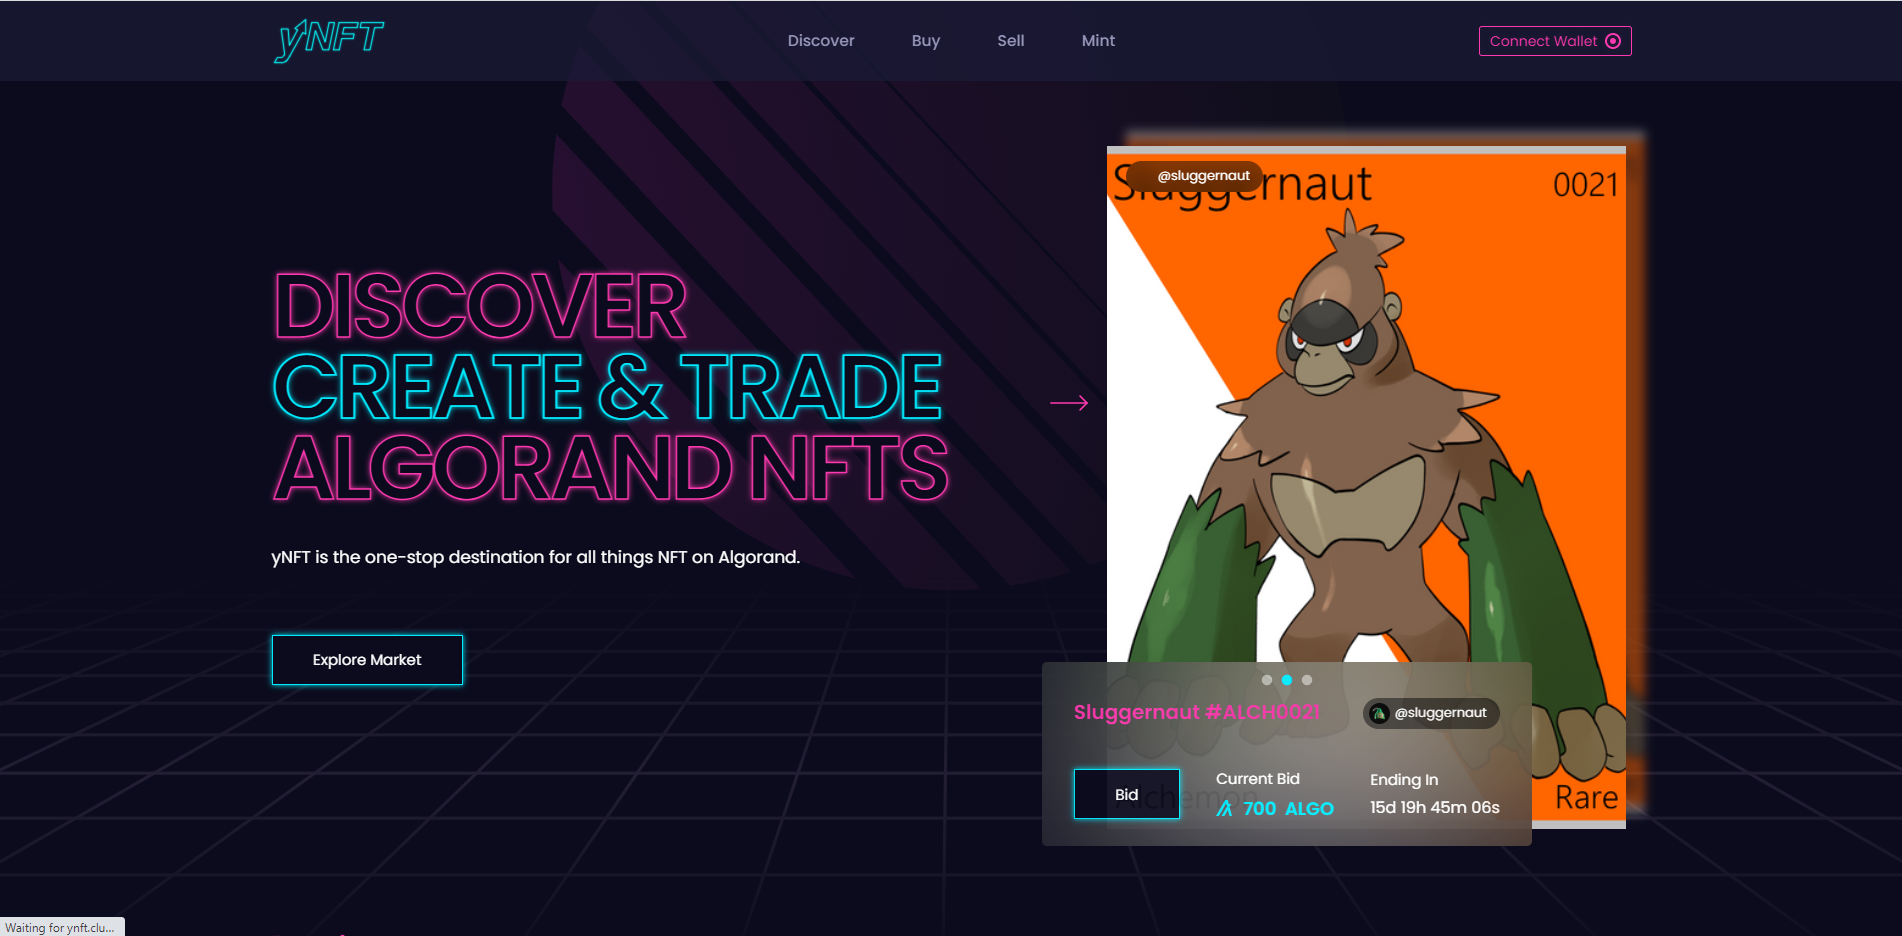 yNFT
Discover
Buy
Sell
Mint
Connect Wallet
DISCOVER
CREATE & TRADE
ALGORAND NFTS
yNFT is the one-stop destination for all things NFT on Algorand.
Explore Market
Sluggernaut
@sluggernaut
0021
Sluggernaut #ALCH0021
@sluggernaut
Bid
Current Bid
700 ALGO
Ending In
15d 19h 45m 06s
Alchemon
Rare
Waiting for ynft.clu...